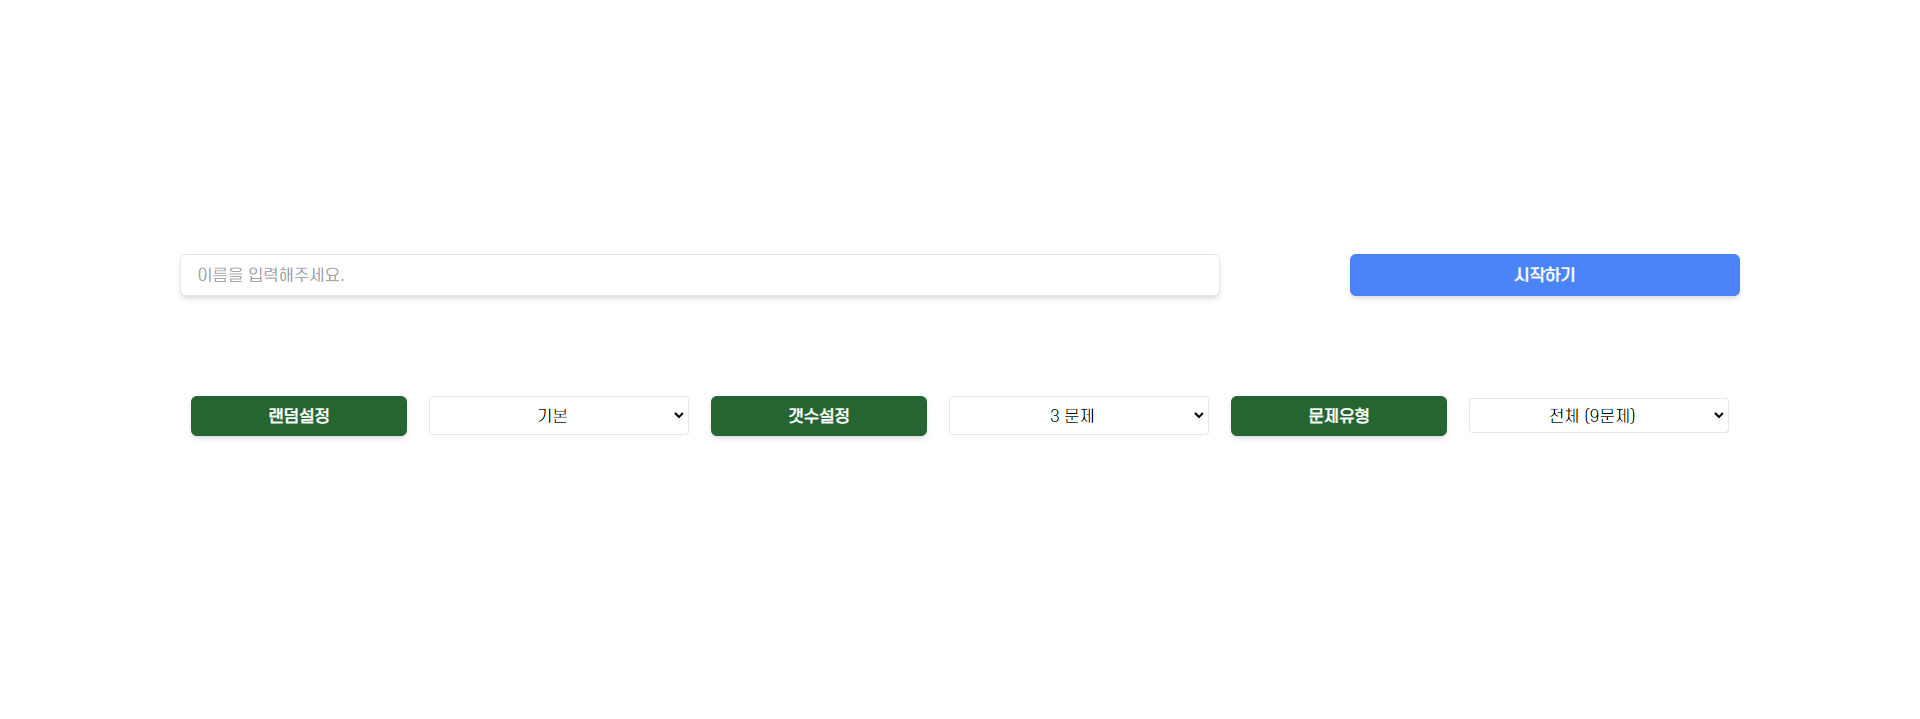 이름을 입력해주세요.
시작하기
랜덤설정
기본
갯수설정
3 문제
문제유형
전체 (9문제)